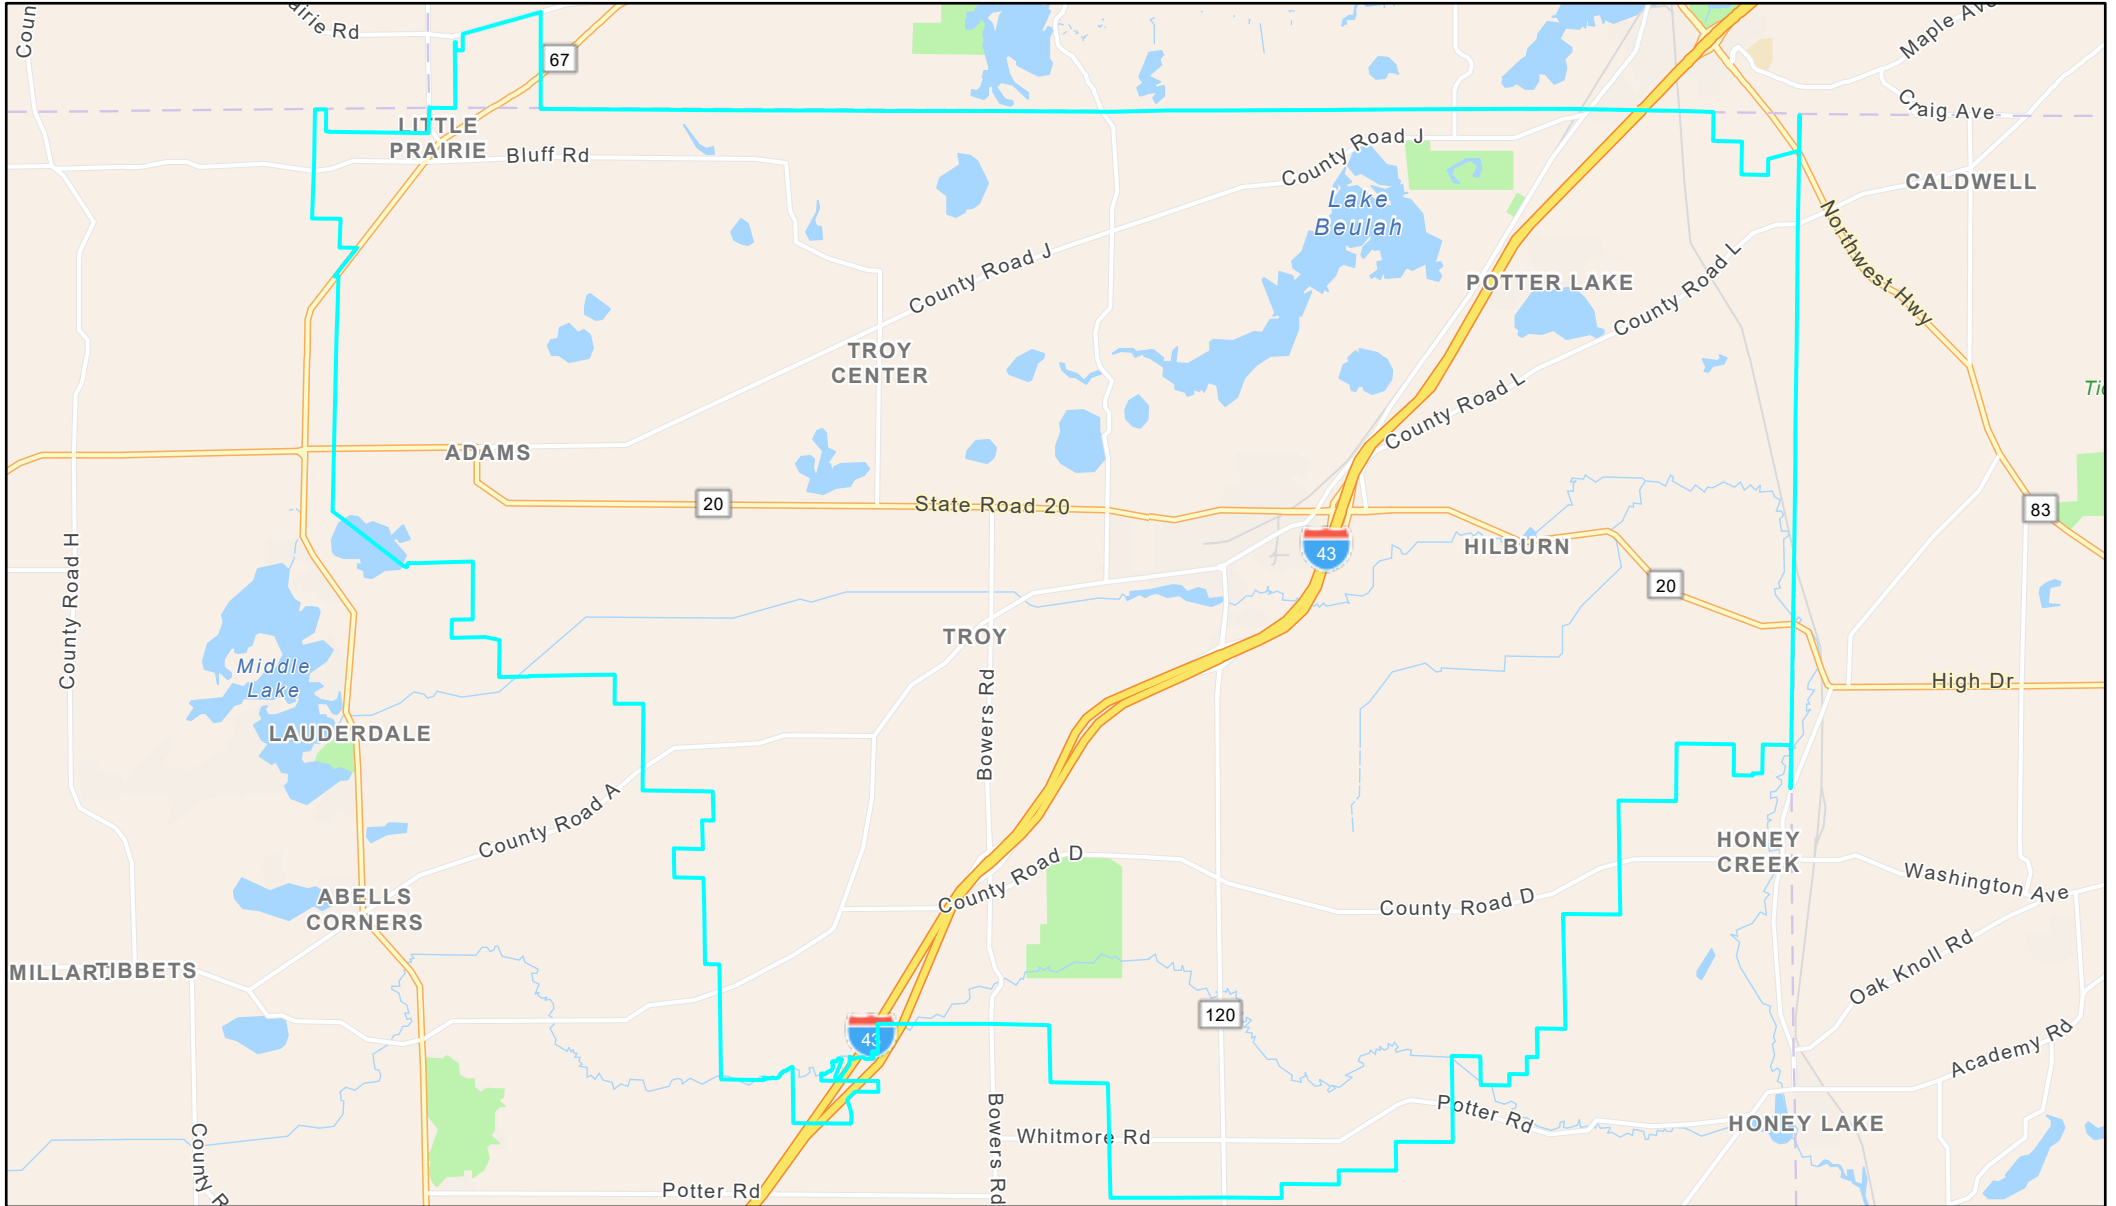 Coun
airie Rd
67
Maple Ave
Craig Ave
LITTLE
PRAIRIE
Bluff Rd
County Road J
CALDWELL
Lake
Beulah
Northwest Hwy
County Road J
POTTER LAKE
County Road L
TROY
CENTER
County Road L
Tic
ADAMS
20
State Road 20
83
43
HILBURN
20
County Road H
TROY
Middle
Lake
High Dr
Bowers Rd
LAUDERDALE
County Road A
HONEY
CREEK
County Road D
Washington Ave
ABELLS
CORNERS
County Road D
Oak Knoll Rd
MILLARD
TIBBETS
120
43
Academy Rd
Potter Rd
HONEY LAKE
Whitmore Rd
County R
Bowers Rd
Potter Rd